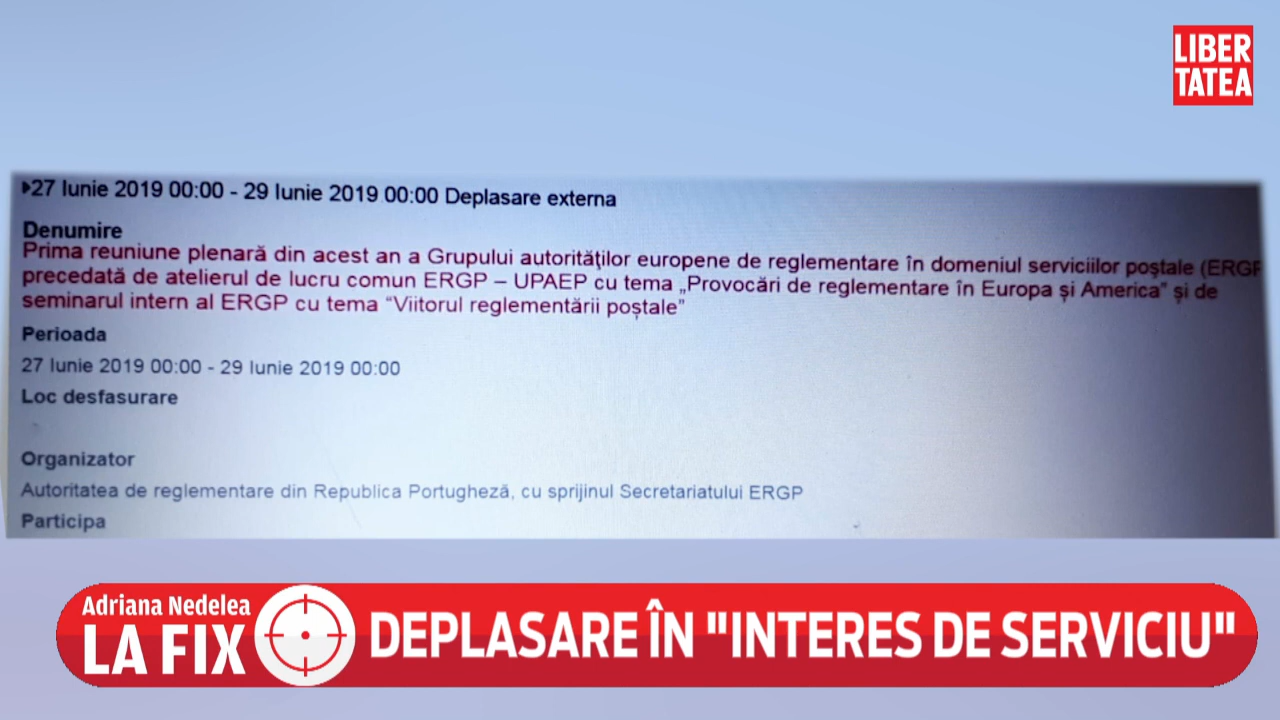 LIBER
TATEA
27 Iunie 2019 00:00 - 29 Iunie 2019 00:00 Deplasare externa
Denumire
Prima reuniune plenară din acest an a Grupului autorităţilor europene de reglementare în domeniul serviciilor poştale (ERGP
precedată de atelierul de lucru comun ERGP – UPAEP cu tema „Provocări de reglementare în Europa și America” și de
seminarul intern al ERGP cu tema “Viitorul reglementării poștale”
Perioada
27 Iunie 2019 00:00 - 29 Iunie 2019 00:00
Loc desfasurare
Organizator
Autoritatea de reglementare din Republica Portugheză, cu sprijinul Secretariatului ERGP
Participa
Adriana Nedelea
LA FIX
DEPLASARE ÎN "INTERES DE SERVICIU"